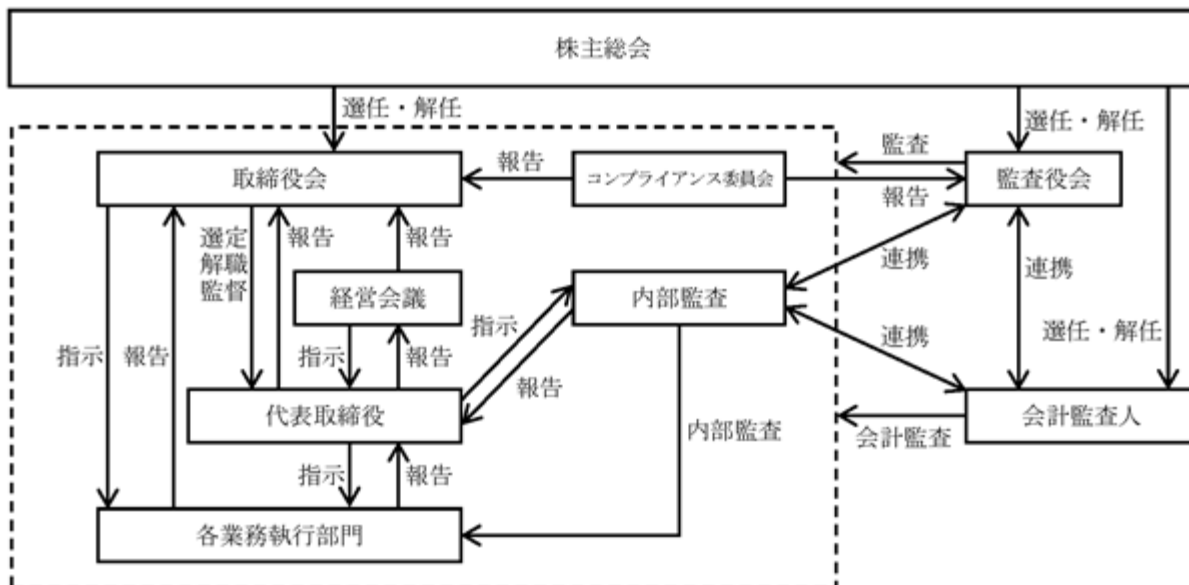 株主総会
選任・解任
選任・解任
監査
取締役会
報告
コンプライアンス委員会
監査役会
報告
選定
解職
監督
報告
報告
連携
連携
経営会議
内部監査
指示
選任・解任
指示
報告
指示
報告
連携
報告
代表取締役
会計監査人
内部監査
会計監査
指示
報告
各業務執行部門